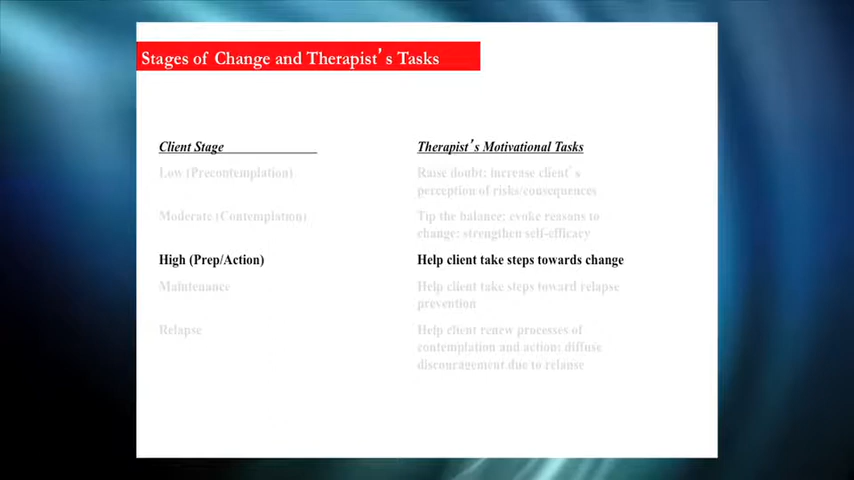 Stages of Change and Therapist's Tasks
Client Stage Therapist's Motivational Tasks
Low (Precontemplation) Raise doubt; increase client's
perception of risks/consequences
Moderate (Contemplation) Tip the balance; evoke reasons to
change; strengthen self-efficacy
High (Prep/Action) Help client take steps towards change
Maintenance Help client take steps toward relapse
prevention
Relapse Help client renew processes of
contemplation and action; diffuse
discouragement due to relapse